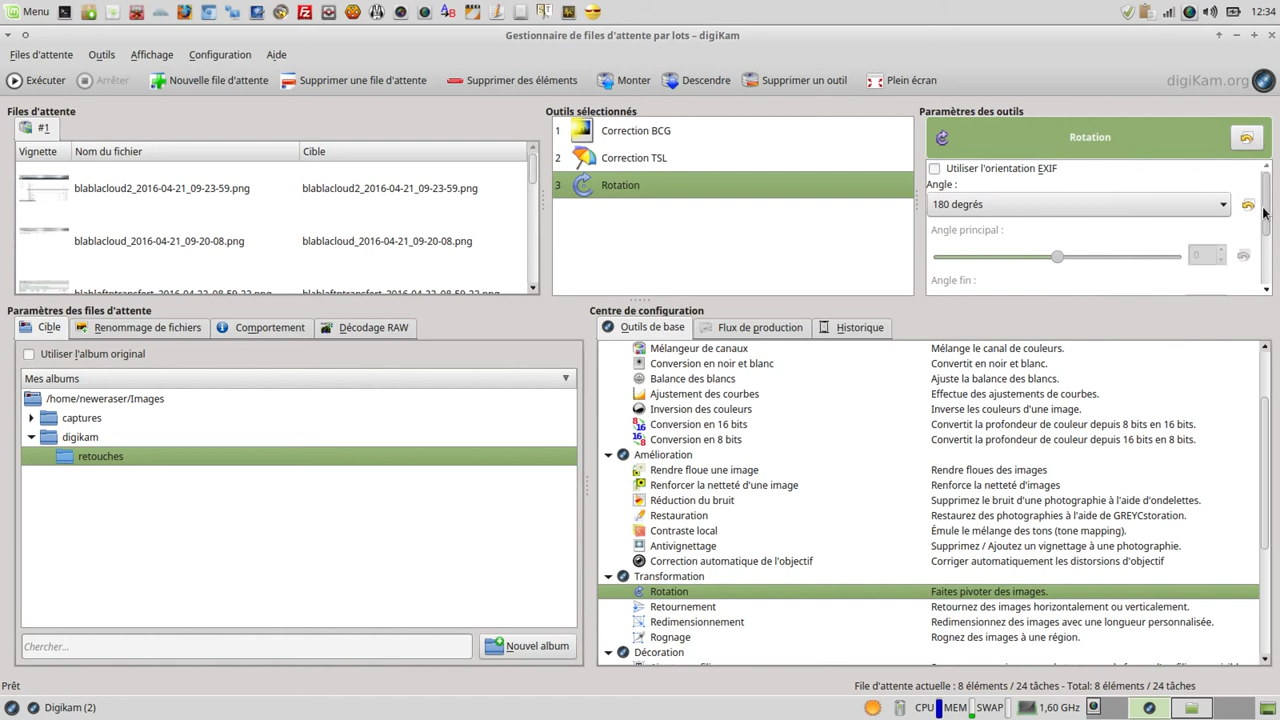 Menu
12:34
Gestionnaire de files d'attente par lots – digiKam
Files d'attente Outils Affichage Configuration Aide
Exécuter Arrêter Nouvelle file d'attente Supprimer une file d'attente Supprimer des éléments Monter Descendre Supprimer un outil Plein écran digiKam.org
Files d'attente
#1
Vignette Nom du fichier Cible
blablacloud2_2016-04-21_09-23-59.png blablacloud2_2016-04-21_09-23-59.png
blablacloud_2016-04-21_09-20-08.png blablacloud_2016-04-21_09-20-08.png
Outils sélectionnés
1 Correction BCG
2 Correction TSL
3 Rotation
Paramètres des outils
Rotation
Utiliser l'orientation EXIF
Angle :
180 degrés
Angle principal :
0
Angle fin :
Paramètres des files d'attente
Cible Renommage de fichiers Comportement Décodage RAW
Utiliser l'album original
Mes albums
/home/neweraser/Images
captures
digikam
retouches
Chercher...
Nouvel album
Centre de configuration
Outils de base Flux de production Historique
Mélangeur de canaux Mélange le canal de couleurs.
Conversion en noir et blanc Convertit en noir et blanc.
Balance des blancs Ajuste la balance des blancs.
Ajustement des courbes Effectue des ajustements de courbes.
Inversion des couleurs Inverse les couleurs d'une image.
Conversion en 16 bits Convertit la profondeur de couleur depuis 8 bits en 16 bits.
Conversion en 8 bits Convertit la profondeur de couleur depuis 16 bits en 8 bits.
Amélioration
Rendre floue une image Rendre floues des images
Renforcer la netteté d'une image Renforce la netteté d'images
Réduction du bruit Supprimez le bruit d'une photographie à l'aide d'ondelettes.
Restauration Restaurez des photographies à l'aide de GREYCstoration.
Contraste local Émule le mélange des tons (tone mapping).
Antivignettage Supprimez / Ajoutez un vignettage à une photographie.
Correction automatique de l'objectif Corriger automatiquement les distorsions d'objectif
Transformation
Rotation Faites pivoter des images.
Retournement Retournez des images horizontalement ou verticalement.
Redimensionnement Redimensionnez des images avec une longueur personnalisée.
Rognage Rognez des images à une région.
Décoration
Prêt
File d'attente actuelle : 8 éléments / 24 tâches - Total: 8 éléments / 24 tâches
Digikam (2)
CPU MEM SWAP 1,60 GHz